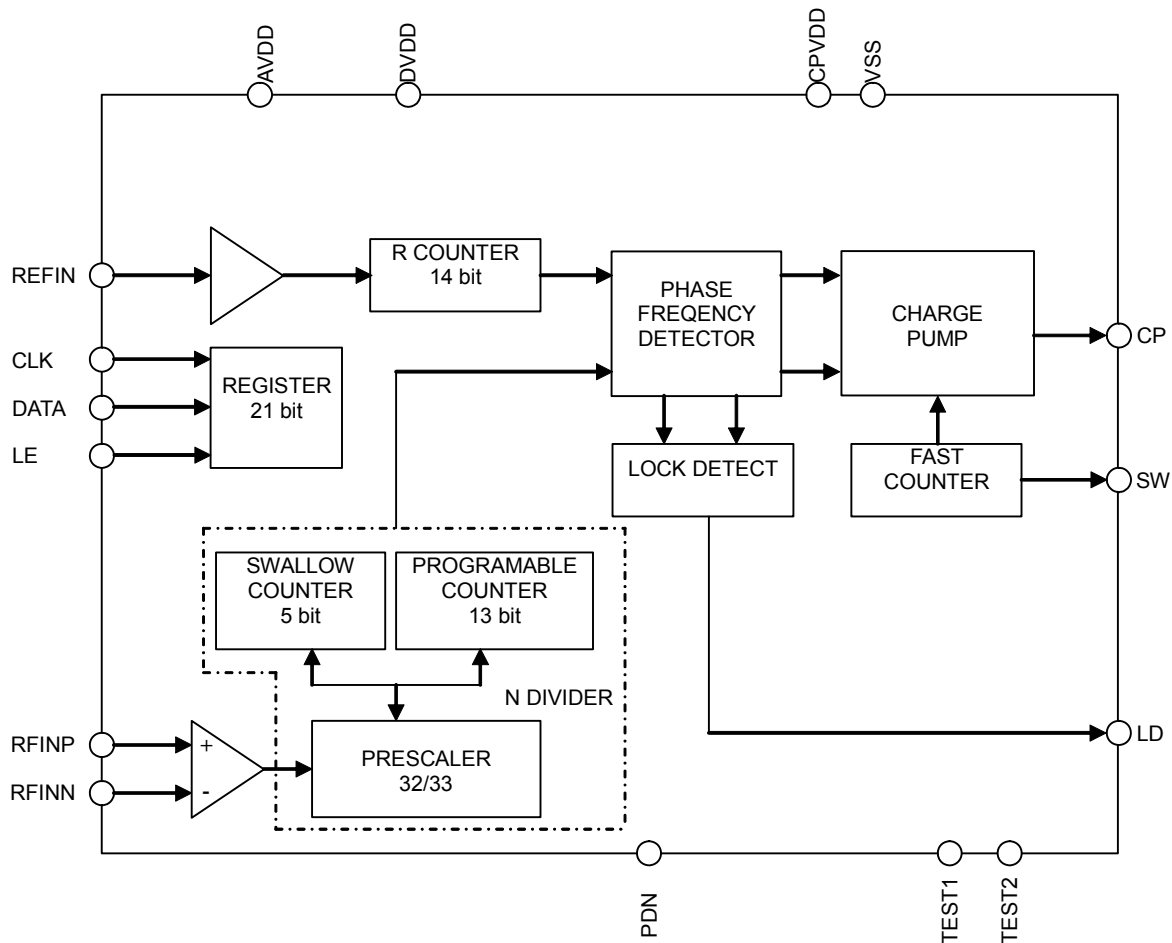 AVDD
DVDD
CPVDD
VSS
REFIN
R COUNTER
14 bit
PHASE
FREQENCY
DETECTOR
CHARGE
PUMP
CP
CLK
DATA
LE
REGISTER
21 bit
LOCK DETECT
FAST
COUNTER
SW
SWALLOW
COUNTER
5 bit
PROGRAMABLE
COUNTER
13 bit
N DIVIDER
RFINP
RFINN
+
-
PRESCALER
32/33
LD
PDN
TEST1
TEST2